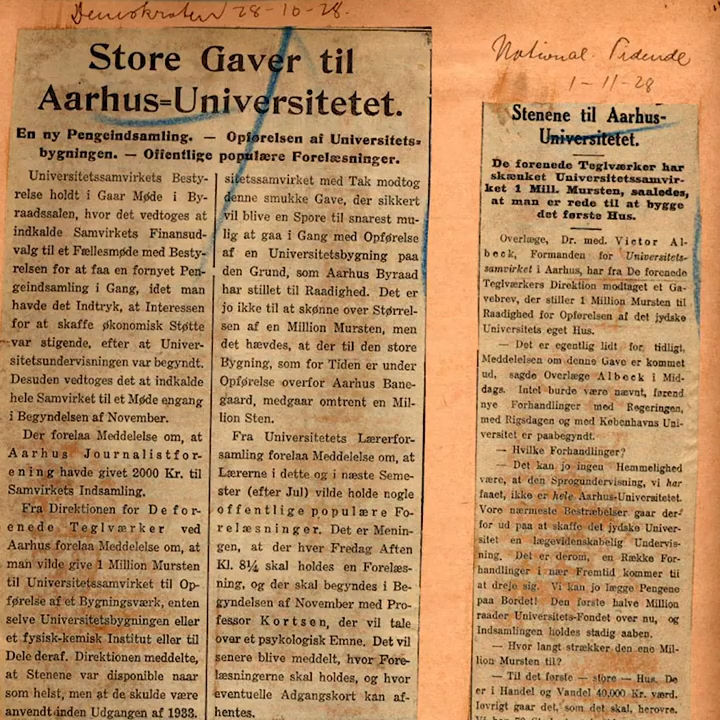 Demokraten 28-10-28.
Store Gaver til
Aarhus=Universitetet.
En ny Pengeindsamling. — Opførelsen af Universitets=
bygningen. — Offentlige populære Forelæsninger.
Universitetssamvirkets Besty-
relse holdt i Gaar Møde i By-
raadssalen, hvor det vedtoges at
indkalde Samvirkets Finansud-
valg til et Fællesmøde med Besty-
relsen for at faa en fornyet Pen-
geindsamling i Gang, idet man
havde det Indtryk, at Interessen
for at skaffe økonomisk Støtte
var stigende, efter at Univer-
sitetsundervisningen var begyndt.
Desuden vedtoges det at indkalde
hele Samvirket til et Møde engang
i Begyndelsen af November.
Der forelaa Meddelelse om, at
Aarhus Journalistfor-
ening havde givet 2000 Kr. til
Samvirkets Indsamling.
Fra Direktionen for De for-
enede Teglværker ved
Aarhus forelaa Meddelelse om, at
man vilde give 1 Million Mursten
til Universitetssamvirket til Op-
førelse af et Bygningsværk, enten
selve Universitetsbygningen eller
et fysisk-kemisk Institut eller til
Dele deraf. Direktionen meddelte,
at Stenene var disponible naar
som helst, men at de skulde være
anvendt inden Udgangen af 1933.
sitetssamvirket med Tak modtog
denne smukke Gave, der sikkert
vil blive en Spore til snarest mu-
lig at gaa i Gang med Opførelse
af en Universitetsbygning paa
den Grund, som Aarhus Byraad
har stillet til Raadighed. Det er
jo ikke til at skønne over Størrel-
sen af en Million Mursten, men
det hævdes, at der til den store
Bygning, som for Tiden er under
Opførelse overfor Aarhus Bane-
gaard, medgaar omtrent en Mil-
lion Sten.
Fra Universitetets Lærerfor-
samling forelaa Meddelelse om, at
Lærerne i dette og i næste Seme-
ster (efter Jul) vilde holde nogle
offentlige populære Fo-
relæsninger. Det er Menin-
gen, at der hver Fredag Aften
Kl. 8¼ skal holdes en Forelæs-
ning, og der skal begyndes i Be-
gyndelsen af November med Pro-
fessor Kortsen, der vil tale
over et psykologisk Emne. Det vil
senere blive meddelt, hvor Fore-
læsningerne skal holdes, og hvor
eventuelle Adgangskort kan af-
hentes.
National Tidende
1-11-28
Stenene til Aarhus-
Universitetet.
De forenede Teglværker har
skænket Universitetssamvir-
ket 1 Mill. Mursten, saaledes,
at man er rede til at bygge
det første Hus.
Overlæge, Dr. med. Victor Al-
beck, Formanden for Universitets-
samvirket i Aarhus, har fra De forenede
Teglværkers Direktion modtaget et Ga-
vebrev, der stiller 1 Million Mursten til
Raadighed for Opførelsen af det jydske
Universitets eget Hus.
— Det er egentlig lidt for tidligt,
Meddelelsen om denne Gave er kommet
ud, sagde Overlæge Albeck i Mid-
dags. Intet burde være nævnt, førend
nye Forhandlinger med Regeringen,
med Rigsdagen og med Københavns Uni-
versitet er paabegyndt.
— Hvilke Forhandlinger?
— Det kan jo ingen Hemmelighed
være, at den Sprogundervisning, vi har
faaet, ikke er hele Aarhus-Universitetet.
Vore nærmeste Bestræbelser gaar der-
for ud paa at skaffe det jydske Univer-
sitet en lægevidenskabelig Undervis-
ning. Det er derom, en Række For-
handlinger i nær Fremtid kommer til
at dreje sig. Vi kan jo lægge Pengene
paa Bordet! Den første halve Million
raader Universitets-Fondet over nu, og
Indsamlingen holdes stadig aaben.
— Hvor langt strækker den ene Mil-
lion Mursten til?
— Til det første — store — Hus. De
er i Handel og Vandel 40,000 Kr. værd.
Iøvrigt gaar det, som det skal, herovre.